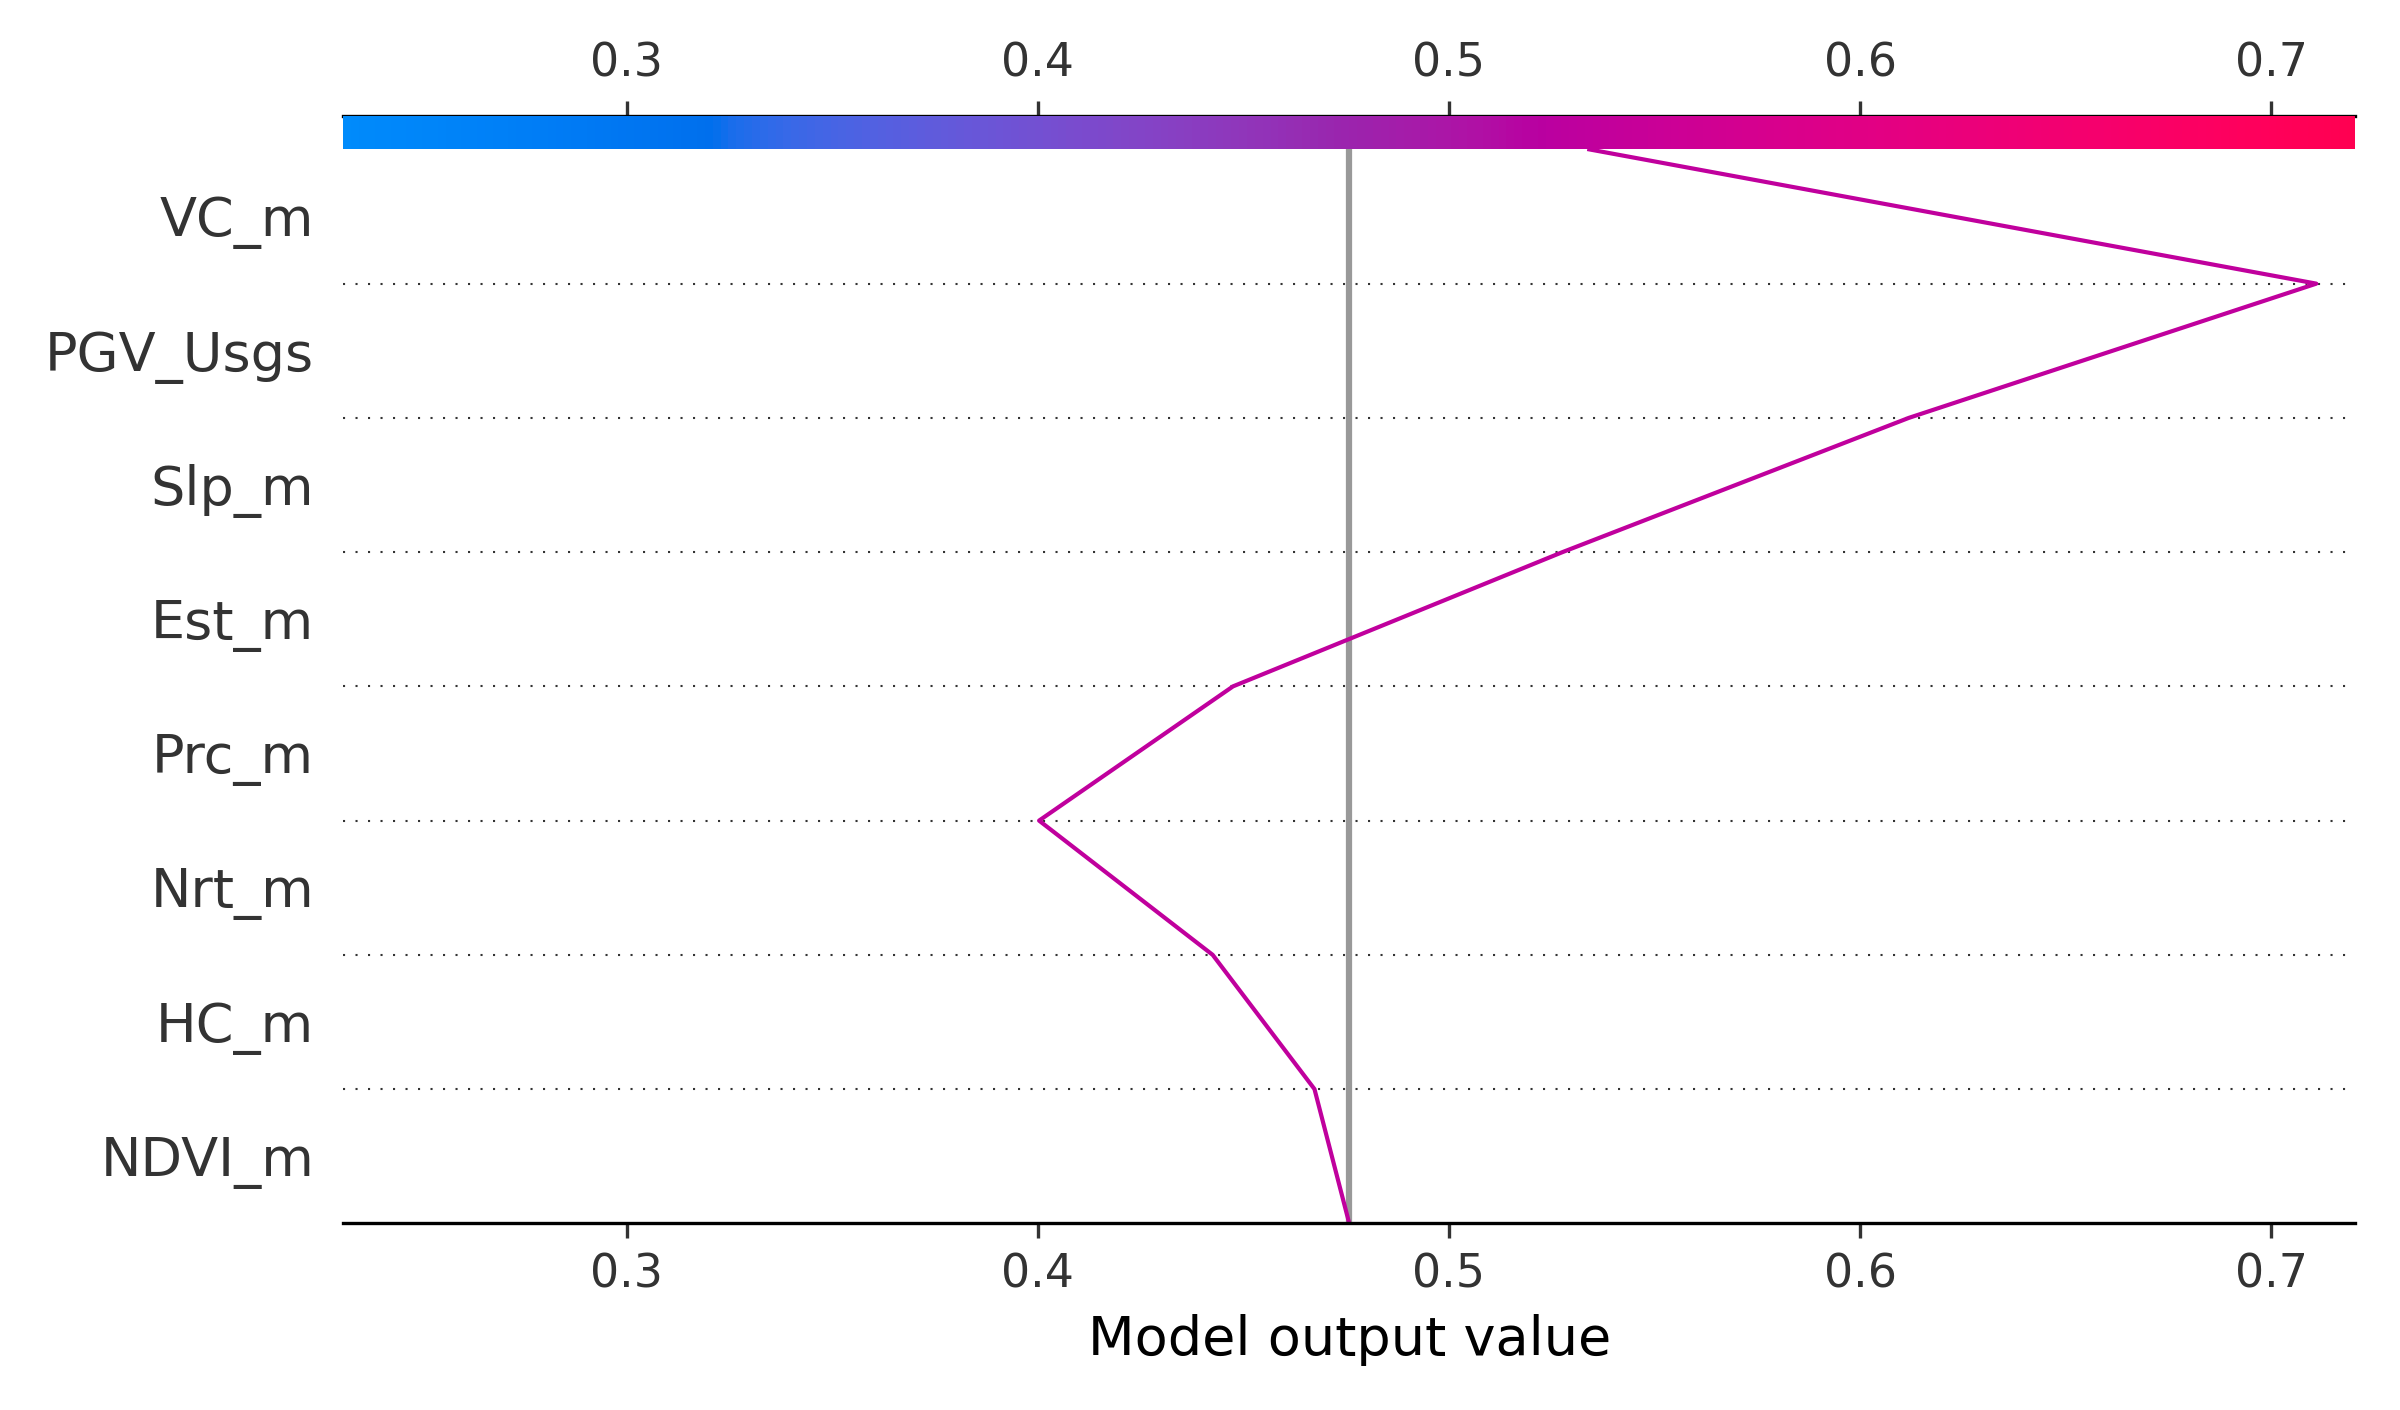 0.3 0.4 0.5 0.6 0.7
VC_m
PGV_Usgs
Slp_m
Est_m
Prc_m
Nrt_m
HC_m
NDVI_m
0.3 0.4 0.5 0.6 0.7
Model output value